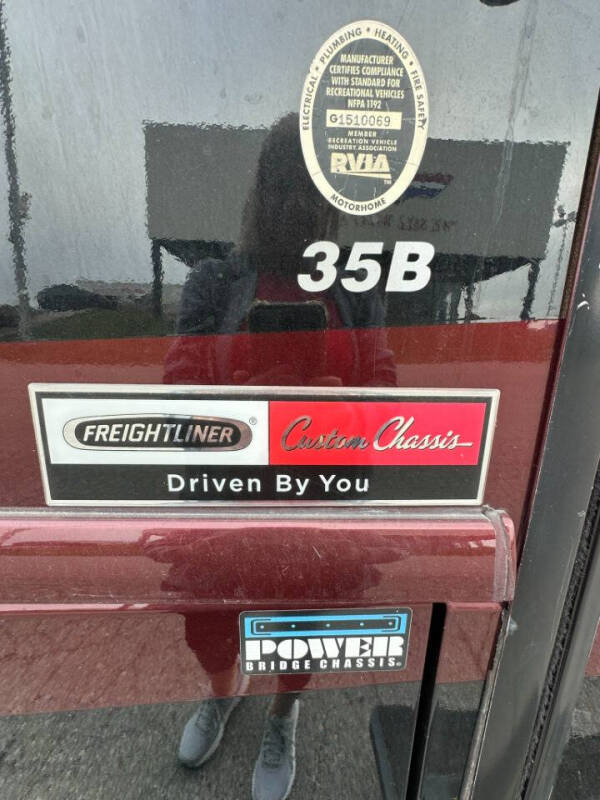 ELECTRICAL • PLUMBING • HEATING • FIRE SAFETY
MANUFACTURER
CERTIFIES COMPLIANCE
WITH STANDARD FOR
RECREATIONAL VEHICLES
NFPA 1192
G1510069
MEMBER
RECREATION VEHICLE
INDUSTRY ASSOCIATION
RVIA
TM
MOTORHOME
35B
FREIGHTLINER® Custom Chassis
Driven By You
POWER
BRIDGE CHASSIS®